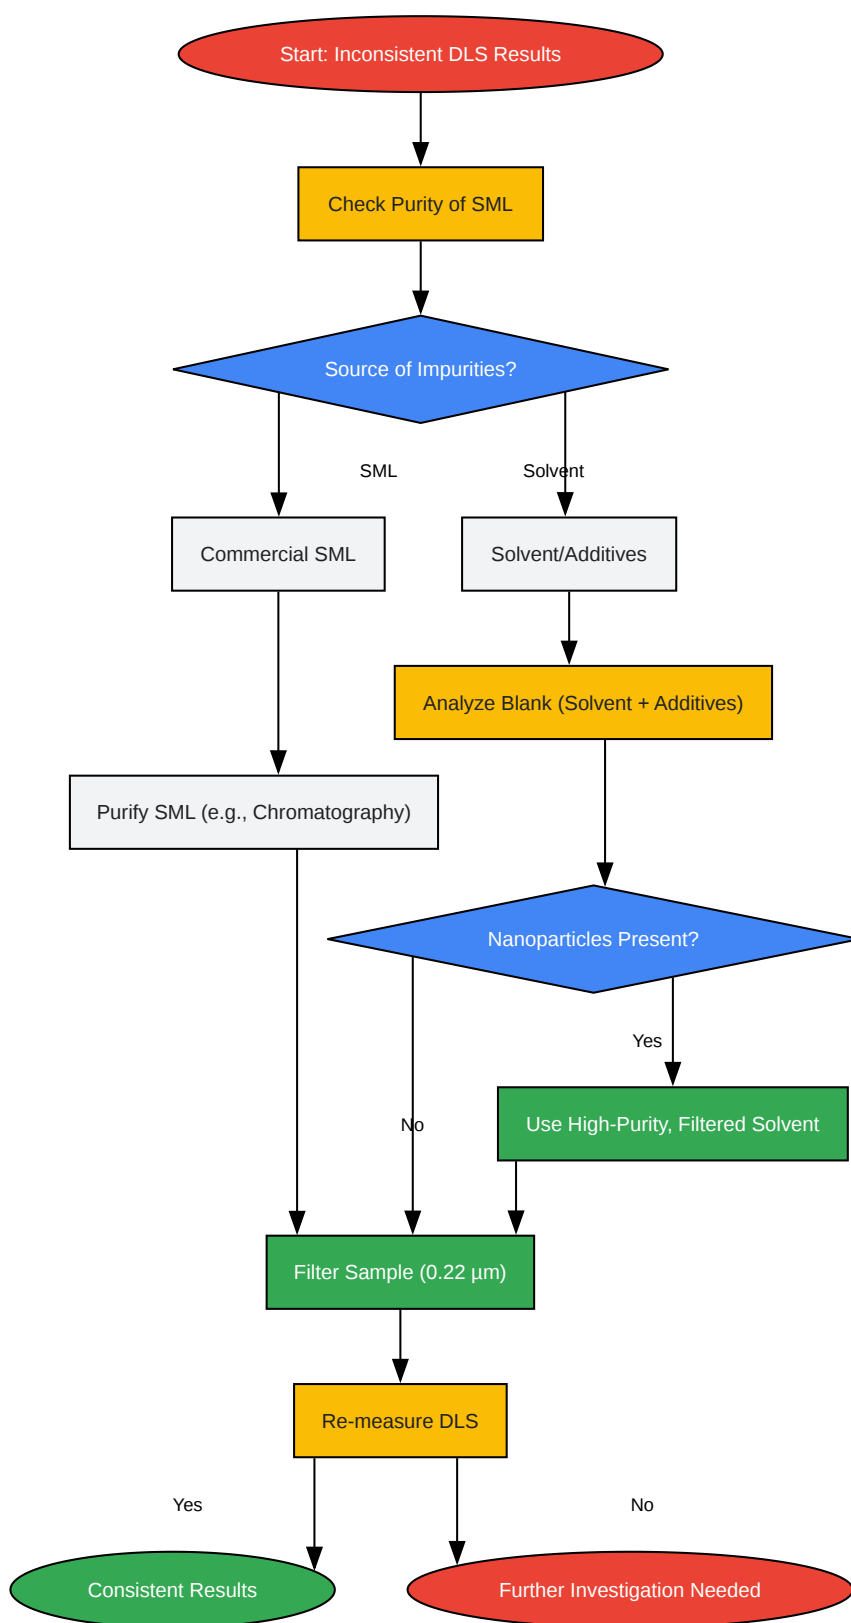 Start: Inconsistent DLS Results
Check Purity of SML
Source of Impurities?
SML
Solvent
Commercial SML
Solvent/Additives
Analyze Blank (Solvent + Additives)
Purify SML (e.g., Chromatography)
Nanoparticles Present?
Yes
No
Use High-Purity, Filtered Solvent
Filter Sample (0.22 µm)
Re-measure DLS
Yes
No
Consistent Results
Further Investigation Needed